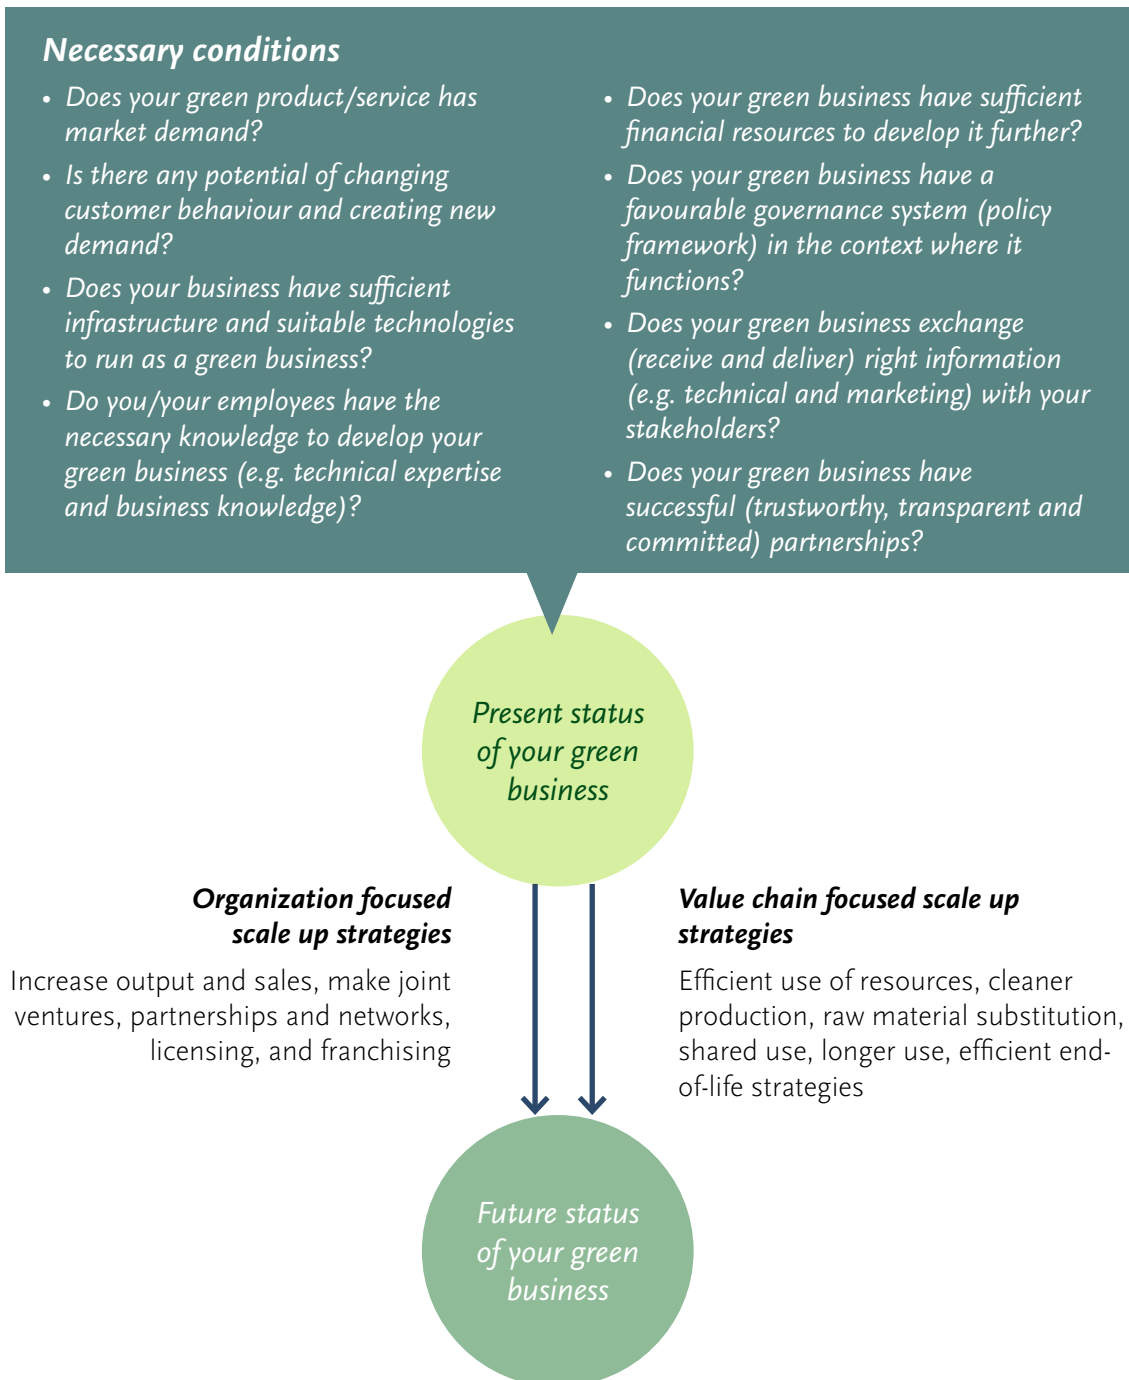 Necessary conditions
• Does your green product/service has
market demand?
• Is there any potential of changing
customer behaviour and creating new
demand?
• Does your business have sufficient
infrastructure and suitable technologies
to run as a green business?
• Do you/your employees have the
necessary knowledge to develop your
green business (e.g. technical expertise
and business knowledge)?
• Does your green business have sufficient
financial resources to develop it further?
• Does your green business have a
favourable governance system (policy
framework) in the context where it
functions?
• Does your green business exchange
(receive and deliver) right information
(e.g. technical and marketing) with your
stakeholders?
• Does your green business have
successful (trustworthy, transparent and
committed) partnerships?
Present status
of your green
business
Organization focused
scale up strategies
Increase output and sales, make joint
ventures, partnerships and networks,
licensing, and franchising
Value chain focused scale up
strategies
Efficient use of resources, cleaner
production, raw material substitution,
shared use, longer use, efficient end-
of-life strategies
Future status
of your green
business